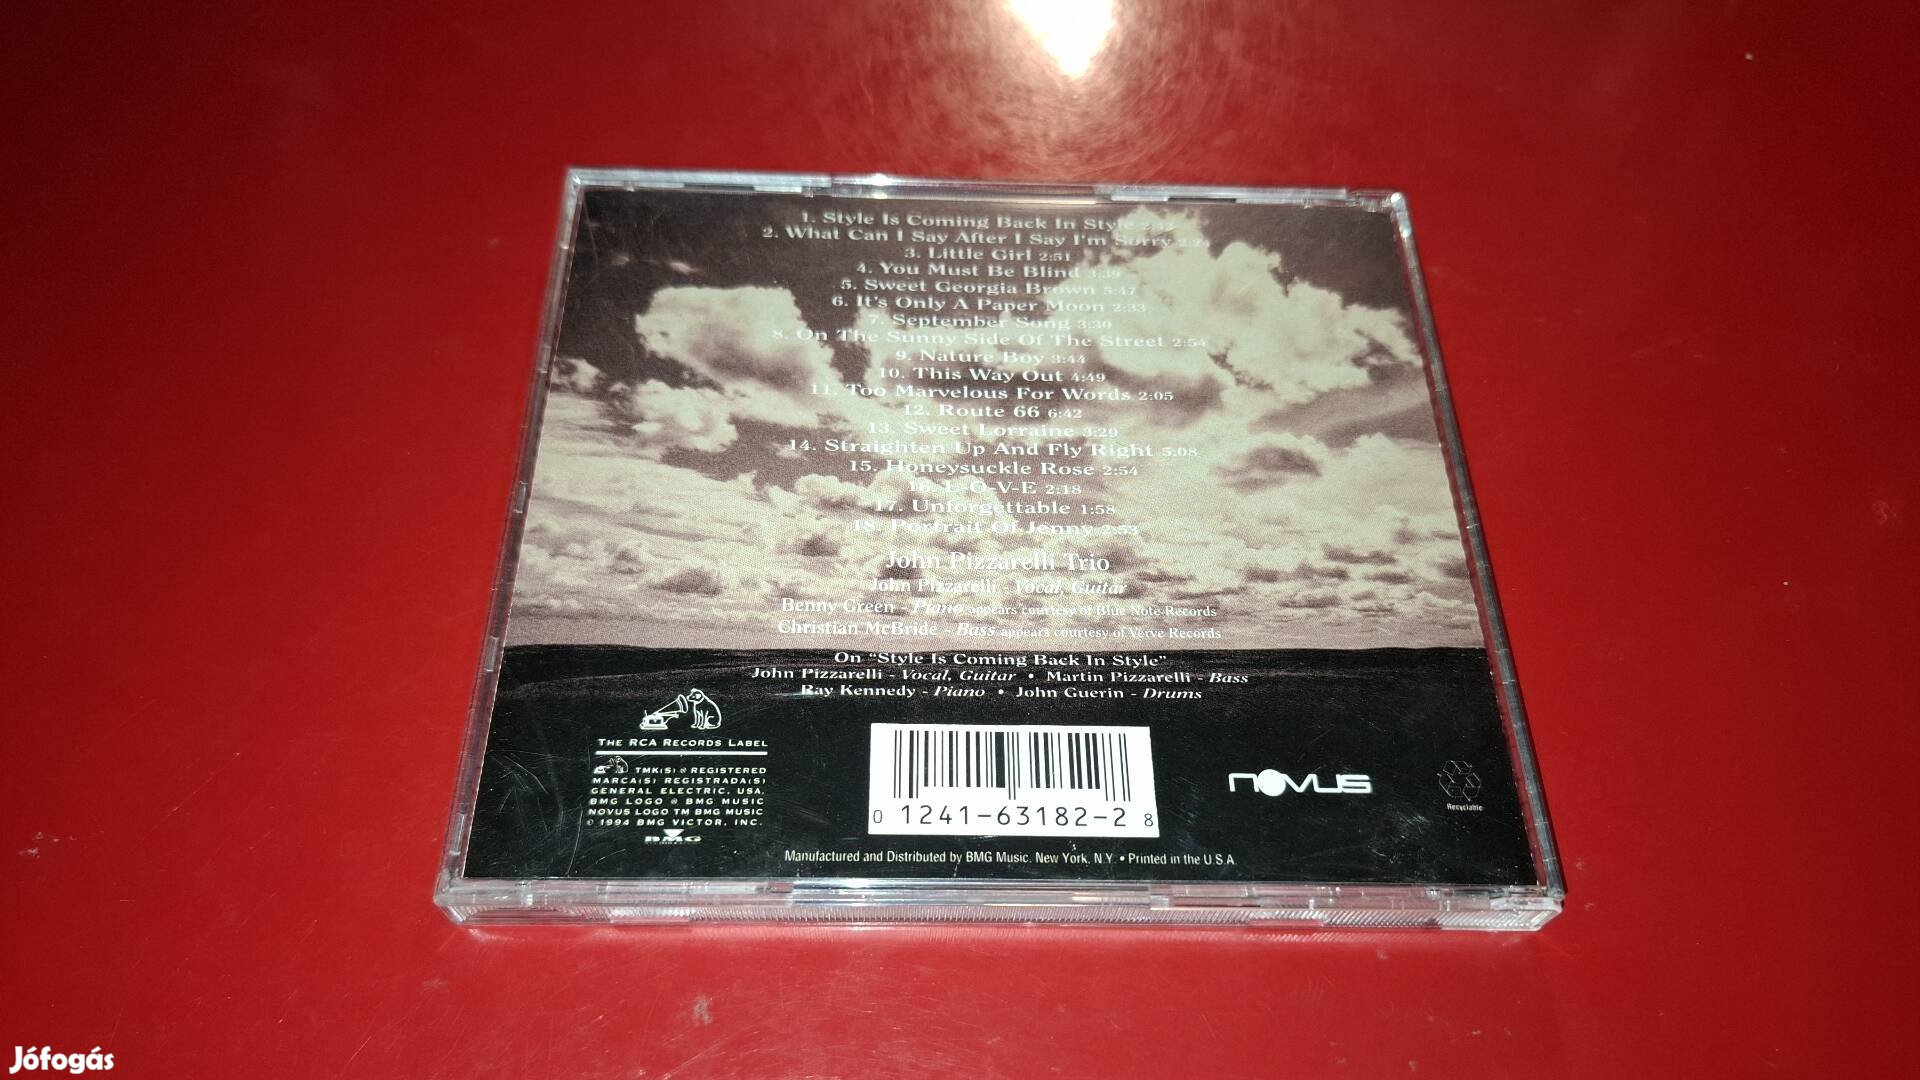 1. Style Is Coming Back In Style
2. What Can I Say After I Say I'm Sorry 2:24
3. Little Girl 2:51
4. You Must Be Blind 3:39
5. Sweet Georgia Brown 5:47
6. It's Only A Paper Moon 2:33
7. September Song 3:30
8. On The Sunny Side Of The Street 2:54
9. Nature Boy 3:44
10. This Way Out 4:49
11. Too Marvelous For Words 2:05
12. Route 66 6:42
13. Sweet Lorraine 3:29
14. Straighten Up And Fly Right 5:08
15. Honeysuckle Rose 2:54
16. L-O-V-E 2:18
17. Unforgettable 1:58
18. Portrait Of Jenny 2:53
John Pizzarelli Trio
John Pizzarelli - Vocal, Guitar
Benny Green - Piano appears courtesy of Blue Note Records
Christian McBride - Bass appears courtesy of Verve Records
On "Style Is Coming Back In Style"
John Pizzarelli - Vocal, Guitar • Martin Pizzarelli - Bass
Ray Kennedy - Piano • John Guerin - Drums
THE RCA RECORDS LABEL
TMK(S) ® REGISTERED
MARCA(S) REGISTRADA(S)
GENERAL ELECTRIC, USA.
BMG LOGO ® BMG MUSIC
NOVUS LOGO TM BMG MUSIC
© 1994 BMG VICTOR, INC.
BMG
0 1241-63182-2 8
NOVUS
Recyclable
Manufactured and Distributed by BMG Music, New York, N.Y. • Printed in the U.S.A.
Jófogás